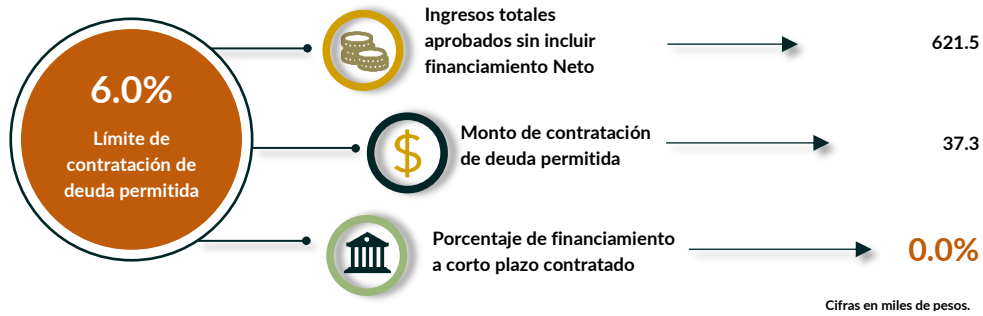 6.0%
Límite de
contratación de
deuda permitida
Ingresos totales
aprobados sin incluir
financiamiento Neto
621.5
$
Monto de contratación
de deuda permitida
37.3
Porcentaje de financiamiento
a corto plazo contratado
0.0%
Cifras en miles de pesos.